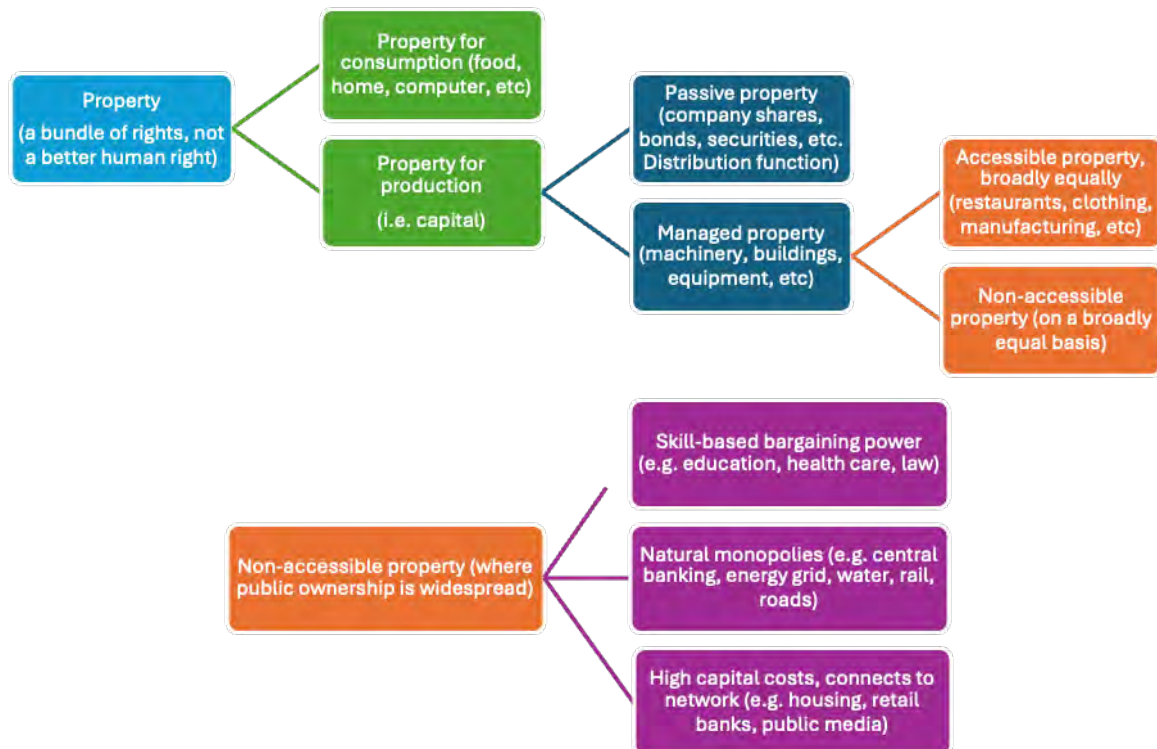 Property
(a bundle of rights, not
a better human right)
Property for
consumption (food,
home, computer, etc)
Property for
production
(i.e. capital)
Passive property
(company shares,
bonds, securities, etc.
Distribution function)
Managed property
(machinery, buildings,
equipment, etc)
Accessible property,
broadly equally
(restaurants, clothing,
manufacturing, etc)
Non-accessible
property (on a broadly
equal basis)
Non-accessible property (where
public ownership is widespread)
Skill-based bargaining power
(e.g. education, health care, law)
Natural monopolies (e.g. central
banking, energy grid, water, rail,
roads)
High capital costs, connects to
network (e.g. housing, retail
banks, public media)